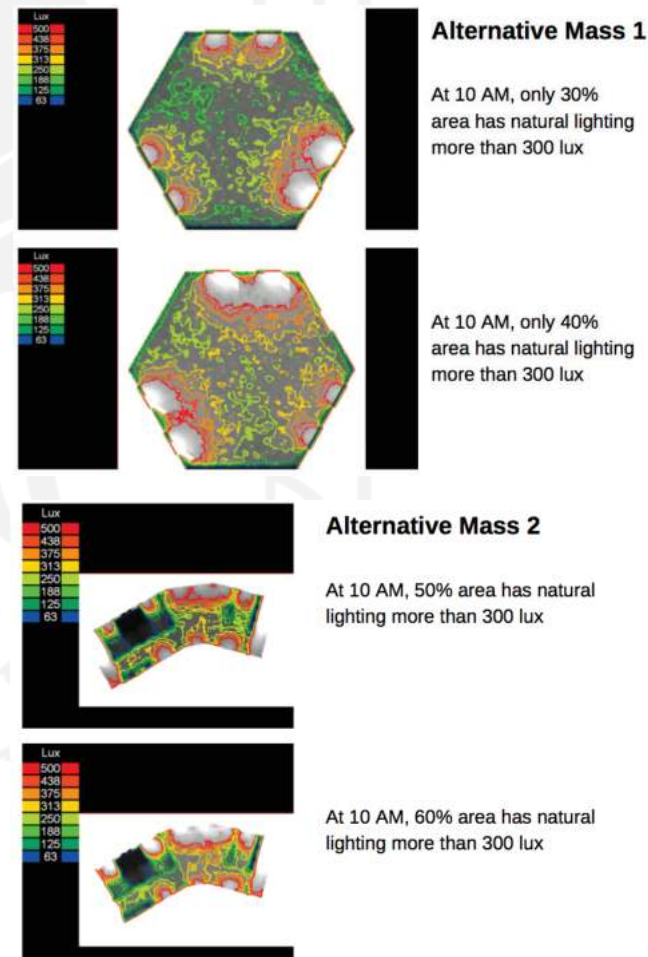 Lux
500
438
375
313
250
188
125
63
Alternative Mass 1
At 10 AM, only 30%
area has natural lighting
more than 300 lux
Lux
500
438
375
313
250
188
125
63
At 10 AM, only 40%
area has natural lighting
more than 300 lux
Lux
500
438
375
313
250
188
125
63
Alternative Mass 2
At 10 AM, 50% area has natural
lighting more than 300 lux
Lux
500
438
375
313
250
188
125
63
At 10 AM, 60% area has natural
lighting more than 300 lux